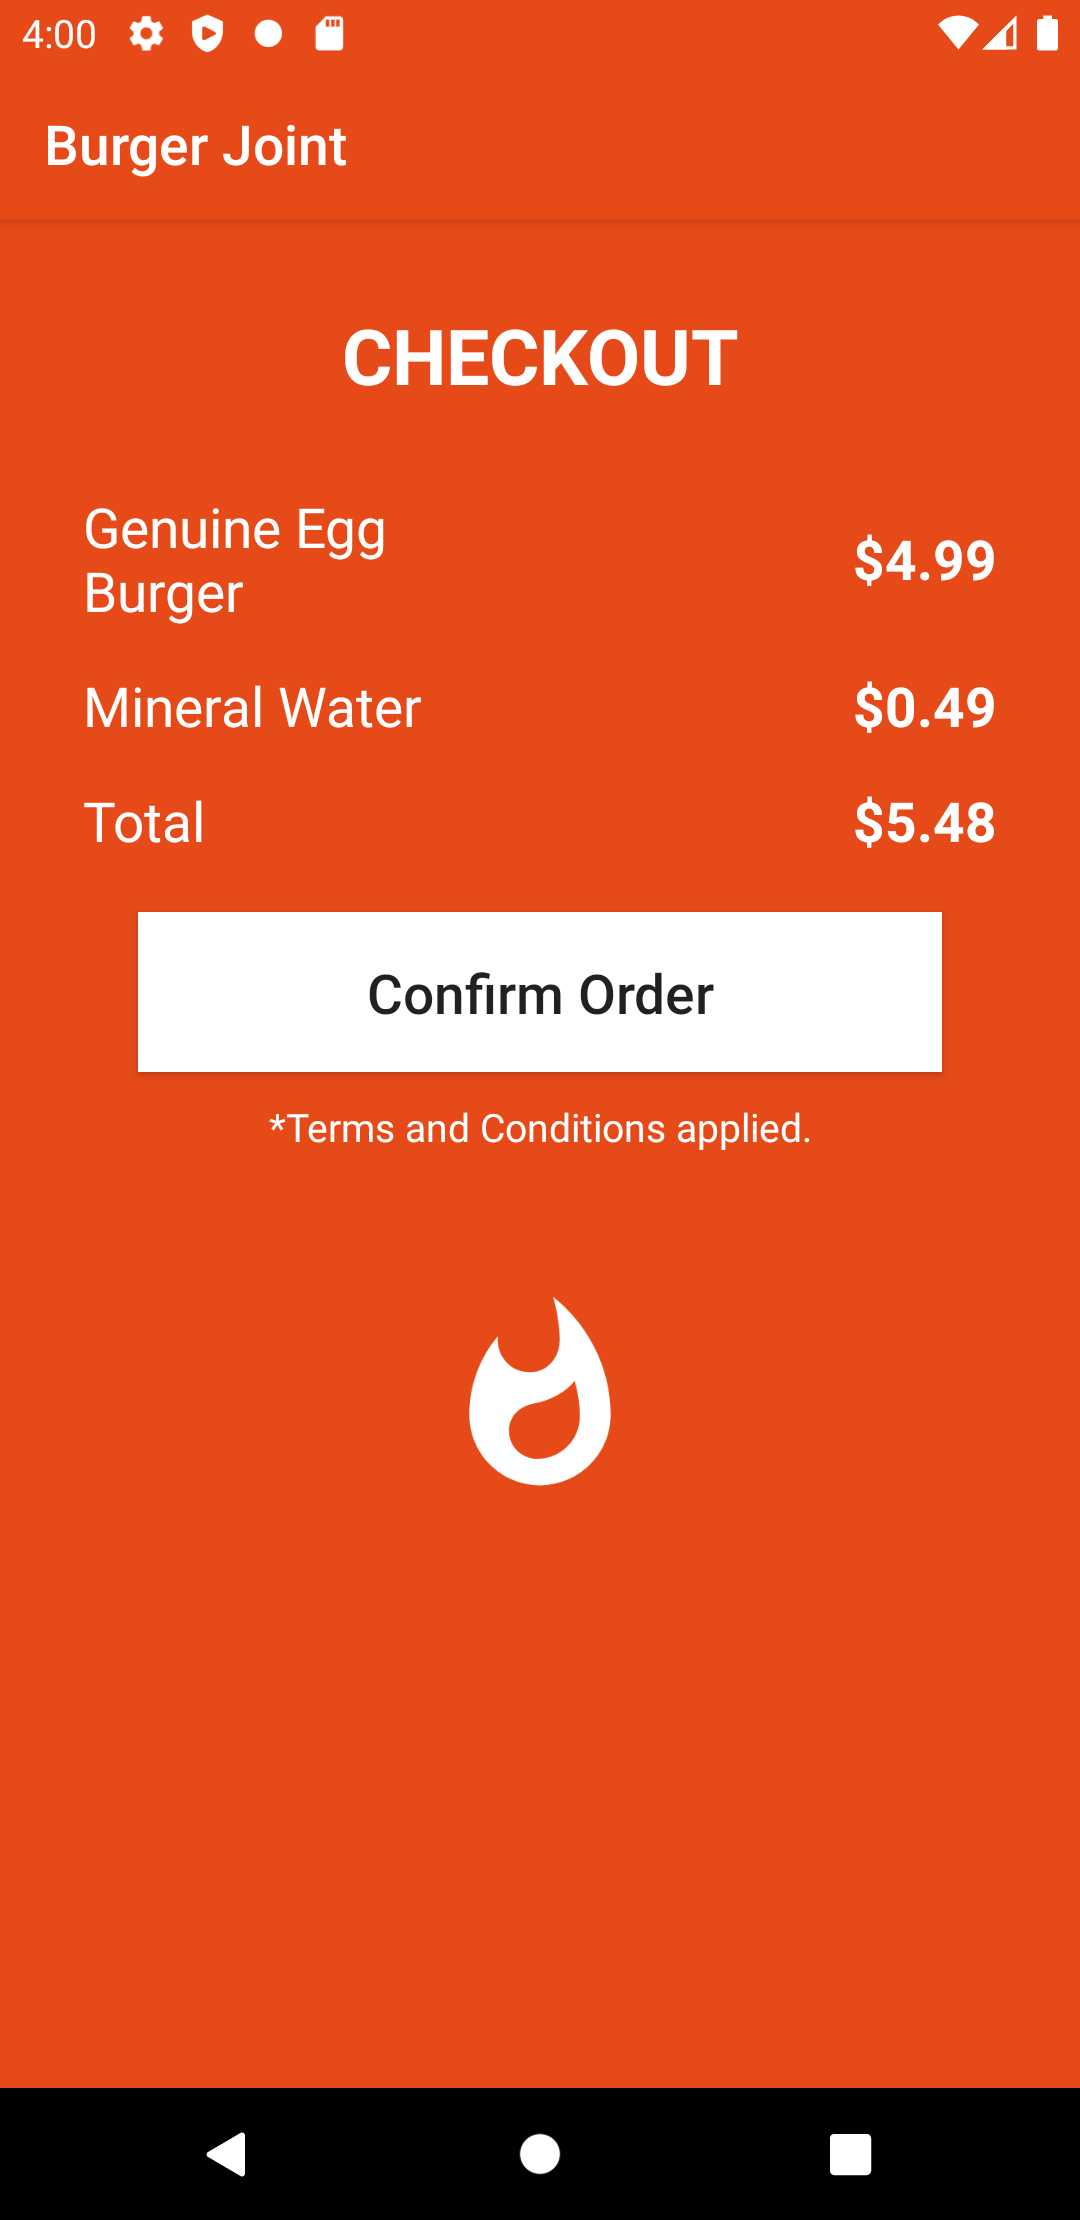 4:00
Burger Joint
CHECKOUT
Genuine Egg
Burger
$4.99
Mineral Water
$0.49
Total
$5.48
Confirm Order
*Terms and Conditions applied.